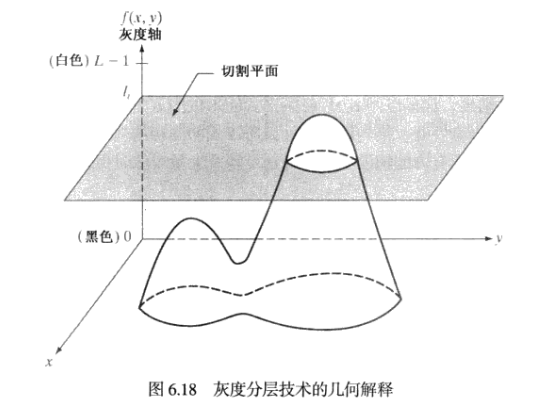 f(x, y)
灰度轴
(白色) L − 1
切割平面
lᵢ
(黑色) 0
y
x
图 6.18 灰度分层技术的几何解释